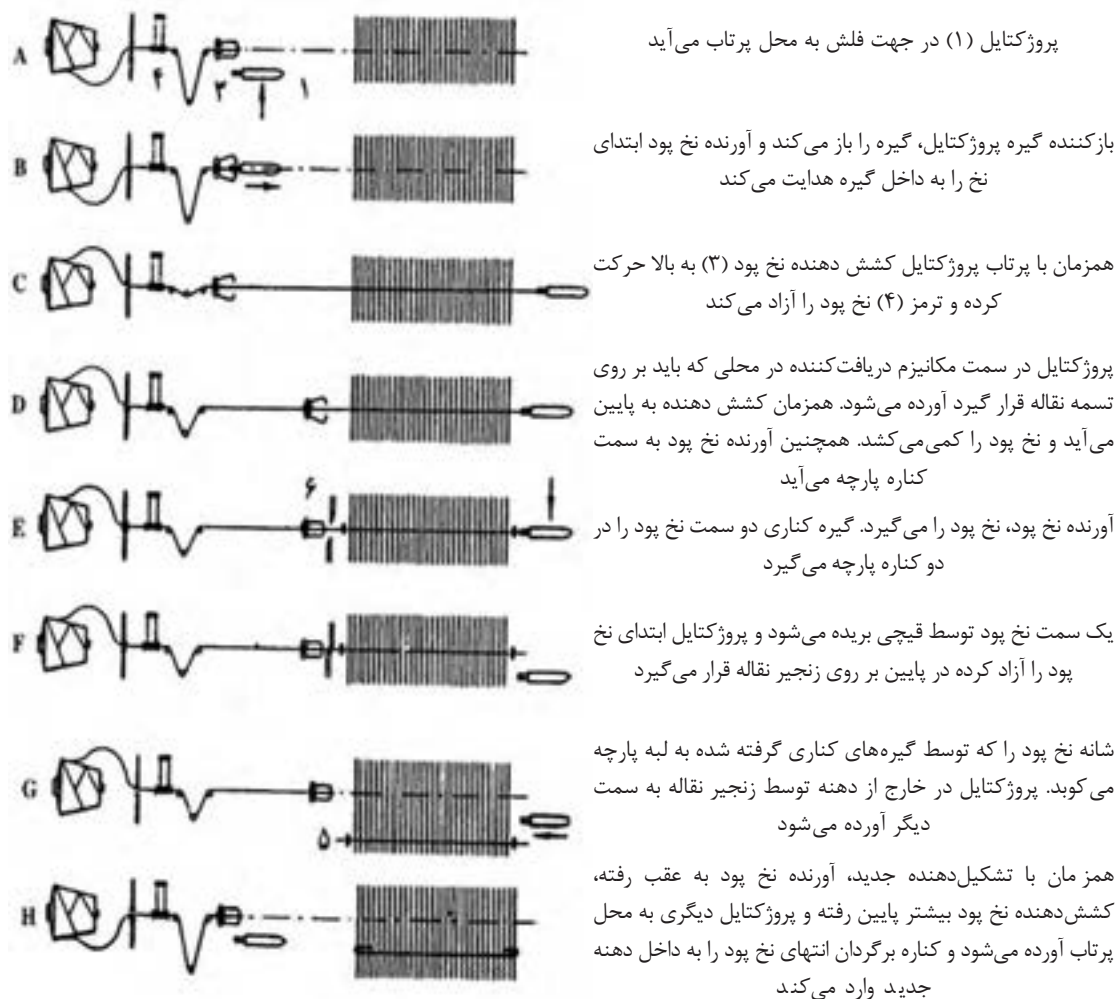 A
۴
۳
۱
پروژکتایل (۱) در جهت فلش به محل پرتاب می‌آید
B
بازکننده گیره پروژکتایل، گیره را باز می‌کند و آورنده نخ پود ابتدای
نخ را به داخل گیره هدایت می‌کند
C
همزمان با پرتاب پروژکتایل کشش دهنده نخ پود (۳) به بالا حرکت
کرده و ترمز (۴) نخ پود را آزاد می‌کند
D
پروژکتایل در سمت مکانیزم دریافت‌کننده در محلی که باید بر روی
تسمه نقاله قرار گیرد آورده می‌شود. همزمان کشش دهنده به پایین
می‌آید و نخ پود را کمی‌می‌کشد. همچنین آورنده نخ پود به سمت
کناره پارچه می‌آید
E
۶
آورنده نخ پود، نخ پود را می‌گیرد. گیره کناری دو سمت نخ پود را در
دو کناره پارچه می‌گیرد
F
یک سمت نخ پود توسط قیچی بریده می‌شود و پروژکتایل ابتدای نخ
پود را آزاد کرده در پایین بر روی زنجیر نقاله قرار می‌گیرد
G
۵
شانه نخ پود را که توسط گیره‌های کناری گرفته شده به لبه پارچه
می‌کوبد. پروژکتایل در خارج از دهنه توسط زنجیر نقاله به سمت
دیگر آورده می‌شود
H
همز مان با تشکیل‌دهنده جدید، آورنده نخ پود به عقب رفته،
کشش‌دهنده نخ پود بیشتر پایین رفته و پروژکتایل دیگری به محل
پرتاب آورده می‌شود و کناره برگردان انتهای نخ پود را به داخل دهنه
جدید وارد می‌کند